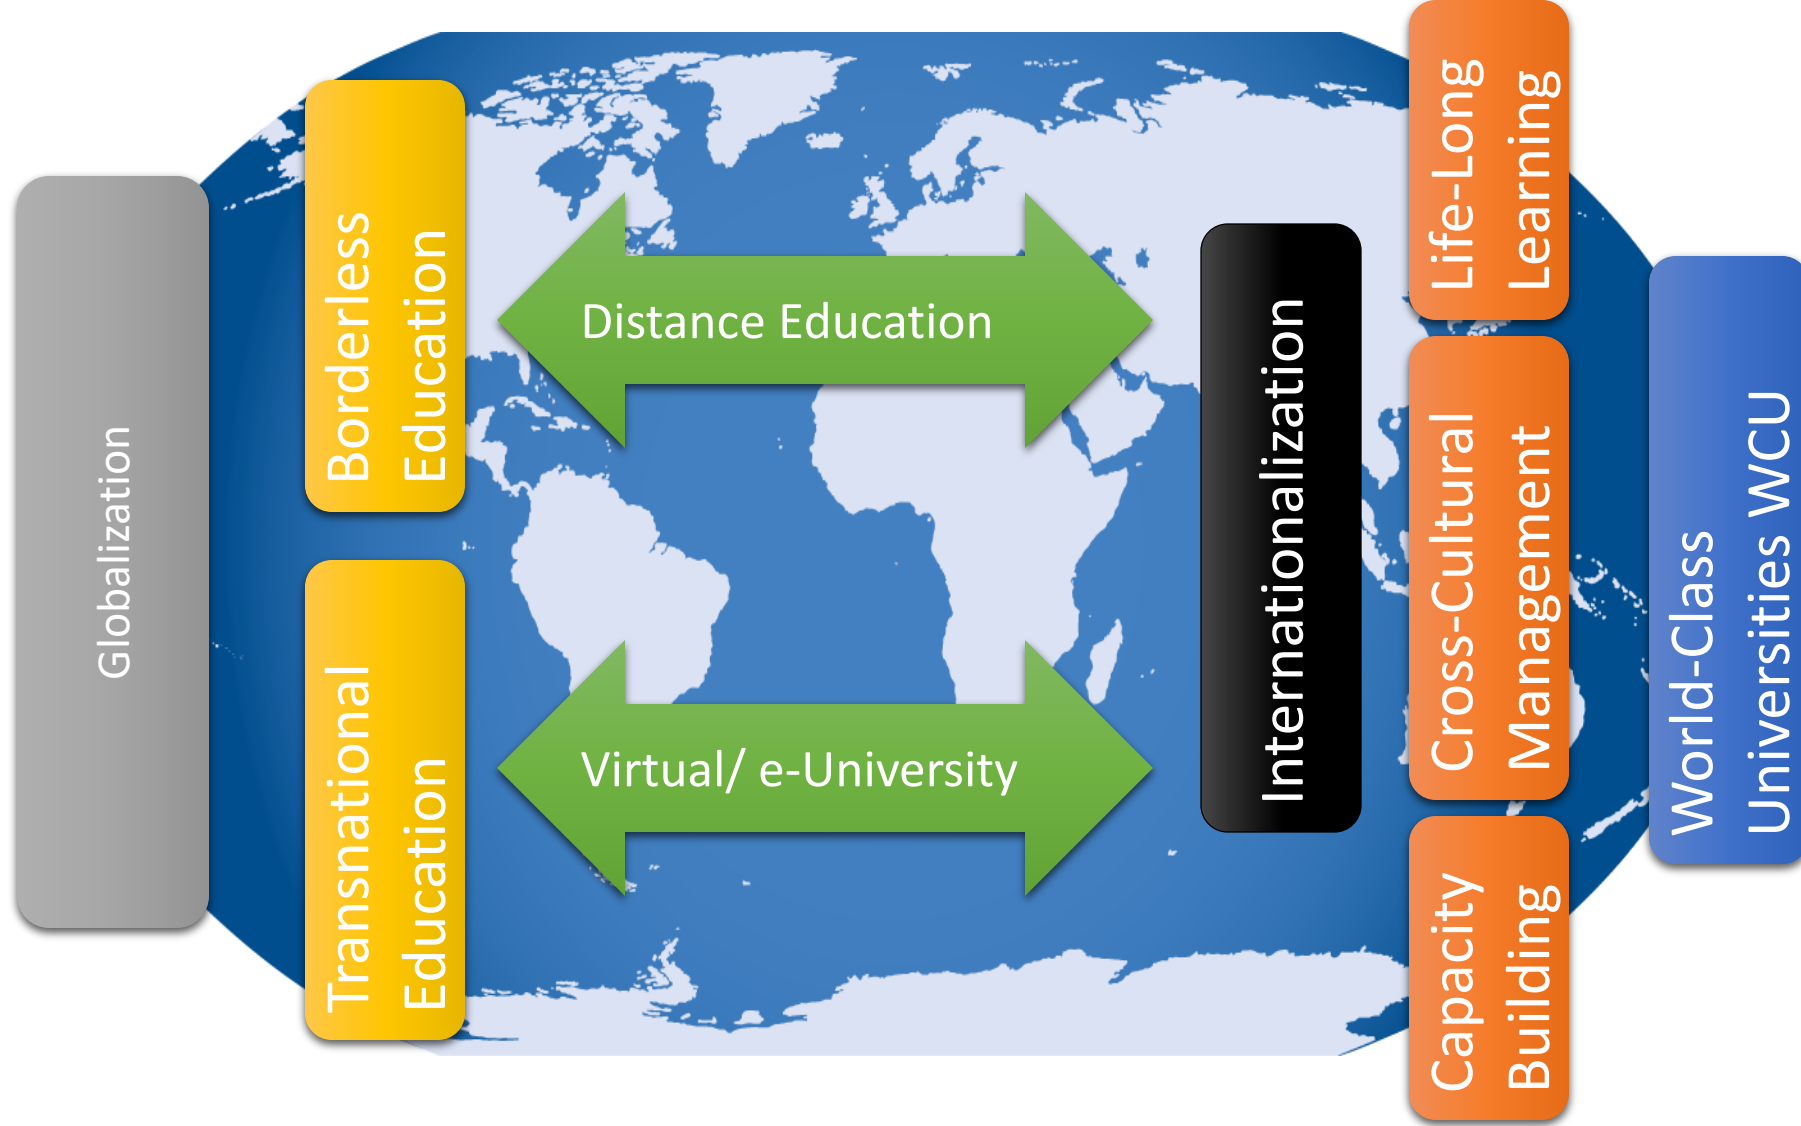 Globalization
Borderless
Education
Transnational
Education
Distance Education
Virtual/ e-University
Internationalization
Life-Long
Learning
Cross-Cultural
Management
Capacity
Building
World-Class
Universities WCU